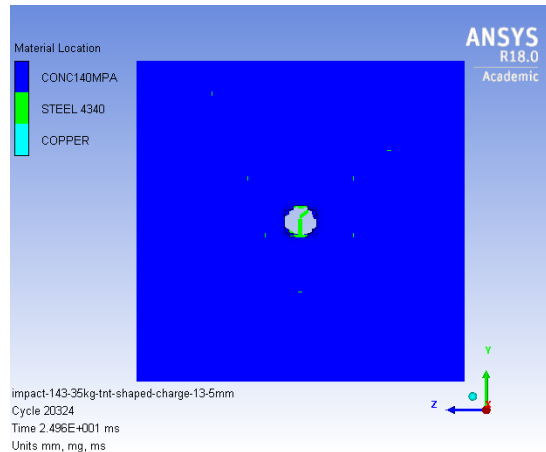 Material Location
CONC140MPA
STEEL 4340
COPPER
ANSYS
R18.0
Academic
impact-143-35kg-tnt-shaped-charge-13-5mm
Cycle 20324
Time 2.496E+001 ms
Units mm, mg, ms
Y
Z
X